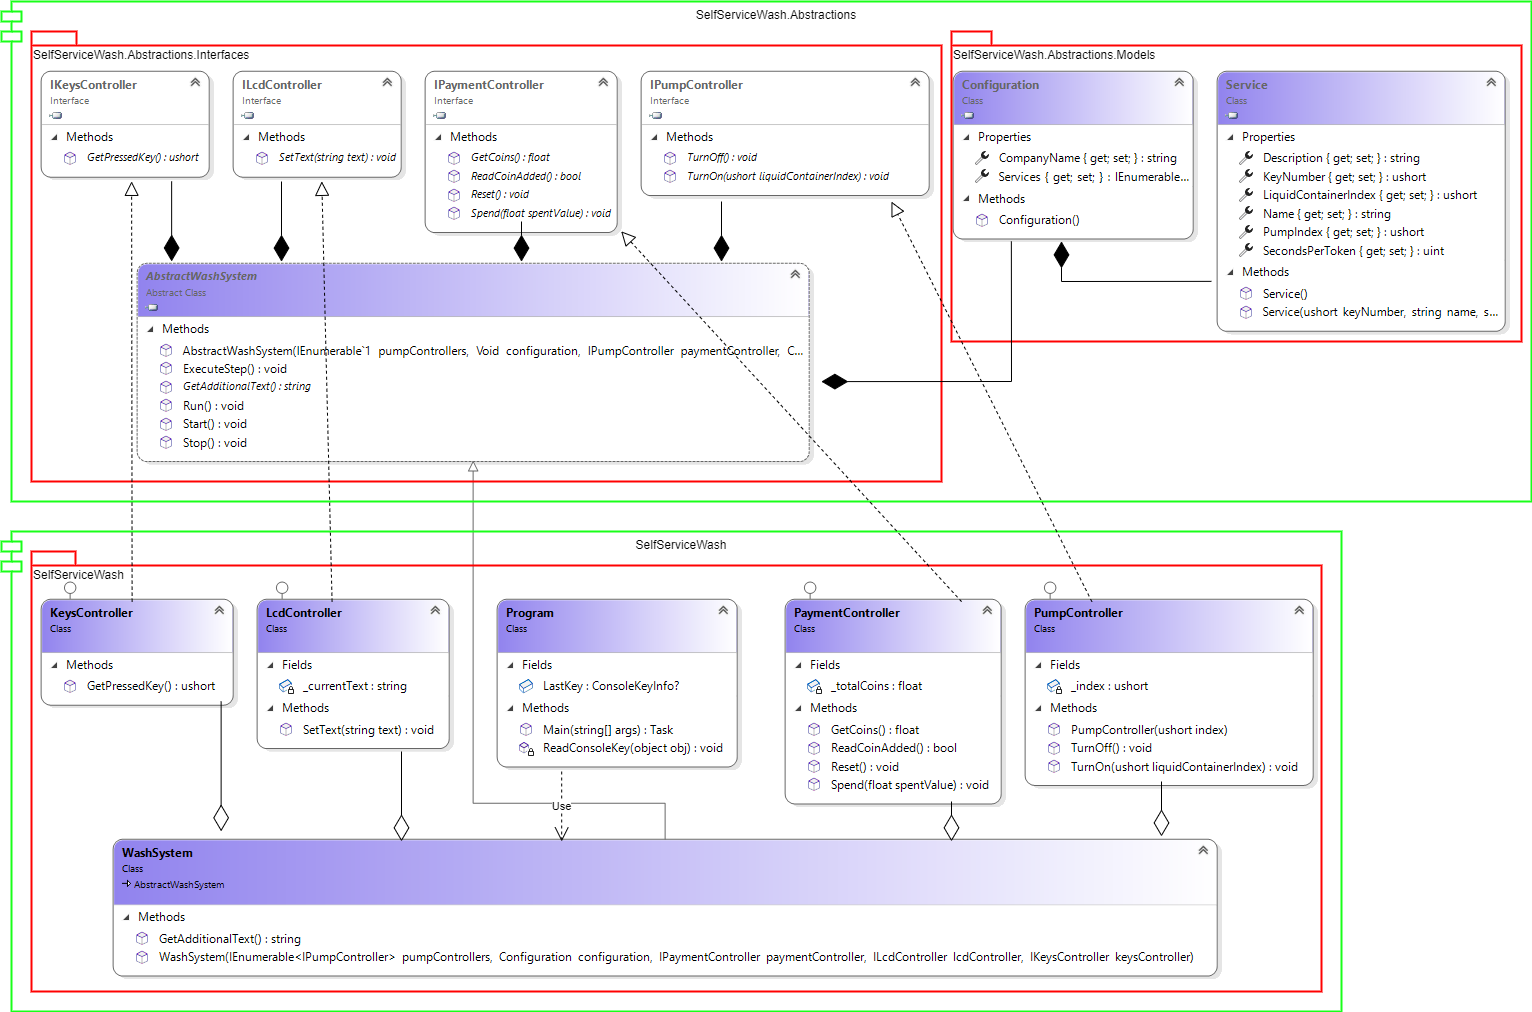 SelfServiceWash.Abstractions
SelfServiceWash.Abstractions.Interfaces
IKeysController
Interface
Methods
GetPressedKey() : ushort
ILcdController
Interface
Methods
SetText(string text) : void
IPaymentController
Interface
Methods
GetCoins() : float
ReadCoinAdded() : bool
Reset() : void
Spend(float spentValue) : void
IPumpController
Interface
Methods
TurnOff() : void
TurnOn(ushort liquidContainerIndex) : void
AbstractWashSystem
Abstract Class
Methods
AbstractWashSystem(IEnumerable`1 pumpControllers, Void configuration, IPumpController paymentController, C...
ExecuteStep() : void
GetAdditionalText() : string
Run() : void
Start() : void
Stop() : void
SelfServiceWash.Abstractions.Models
Configuration
Class
Properties
CompanyName { get; set; } : string
Services { get; set; } : IEnumerable...
Methods
Configuration()
Service
Class
Properties
Description { get; set; } : string
KeyNumber { get; set; } : ushort
LiquidContainerIndex { get; set; } : ushort
Name { get; set; } : string
PumpIndex { get; set; } : ushort
SecondsPerToken { get; set; } : uint
Methods
Service()
Service(ushort keyNumber, string name, s...
SelfServiceWash
SelfServiceWash
KeysController
Class
Methods
GetPressedKey() : ushort
LcdController
Class
Fields
_currentText : string
Methods
SetText(string text) : void
Program
Class
Fields
LastKey : ConsoleKeyInfo?
Methods
Main(string[] args) : Task
ReadConsoleKey(object obj) : void
PaymentController
Class
Fields
_totalCoins : float
Methods
GetCoins() : float
ReadCoinAdded() : bool
Reset() : void
Spend(float spentValue) : void
PumpController
Class
Fields
_index : ushort
Methods
PumpController(ushort index)
TurnOff() : void
TurnOn(ushort liquidContainerIndex) : void
Use
WashSystem
Class
AbstractWashSystem
Methods
GetAdditionalText() : string
WashSystem(IEnumerable<IPumpController> pumpControllers, Configuration configuration, IPaymentController paymentController, ILcdController lcdController, IKeysController keysController)